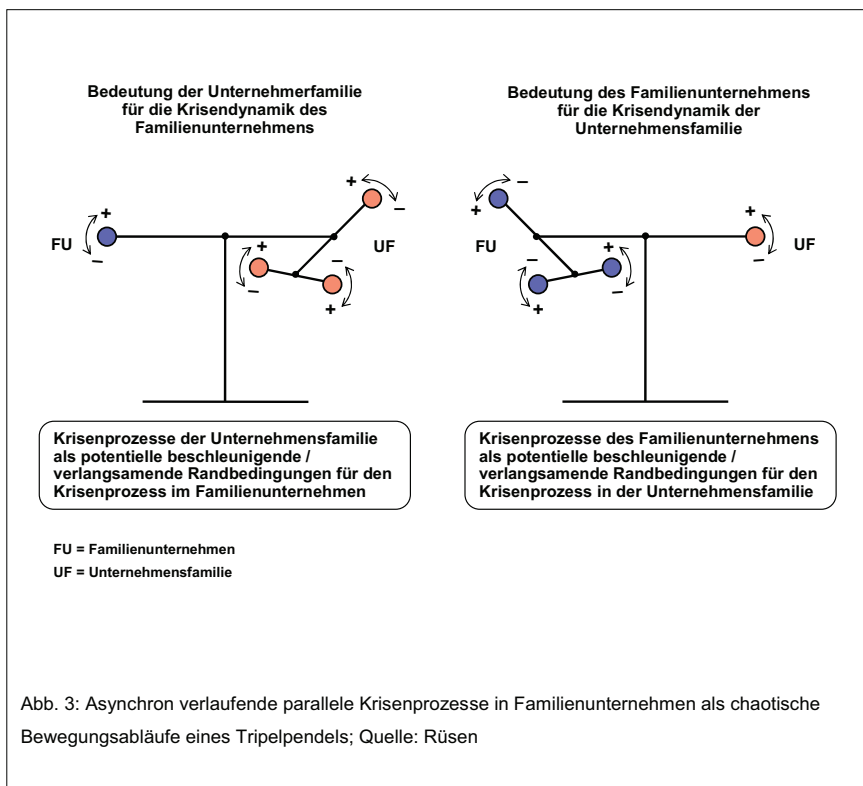 Bedeutung der Unternehmerfamilie
für die Krisendynamik des
Familienunternehmens
+
–
FU
+
–
UF
+
–
–
+
Krisenprozesse der Unternehmensfamilie
als potentielle beschleunigende /
verlangsamende Randbedingungen für den
Krisenprozess im Familienunternehmen
Bedeutung des Familienunternehmens
für die Krisendynamik der
Unternehmensfamilie
–
+
FU
+
–
UF
–
+
+
–
Krisenprozesse des Familienunternehmens
als potentielle beschleunigende /
verlangsamende Randbedingungen für den
Krisenprozess in der Unternehmensfamilie
FU = Familienunternehmen
UF = Unternehmensfamilie
Abb. 3: Asynchron verlaufende parallele Krisenprozesse in Familienunternehmen als chaotische
Bewegungsabläufe eines Tripelpendels; Quelle: Rüsen